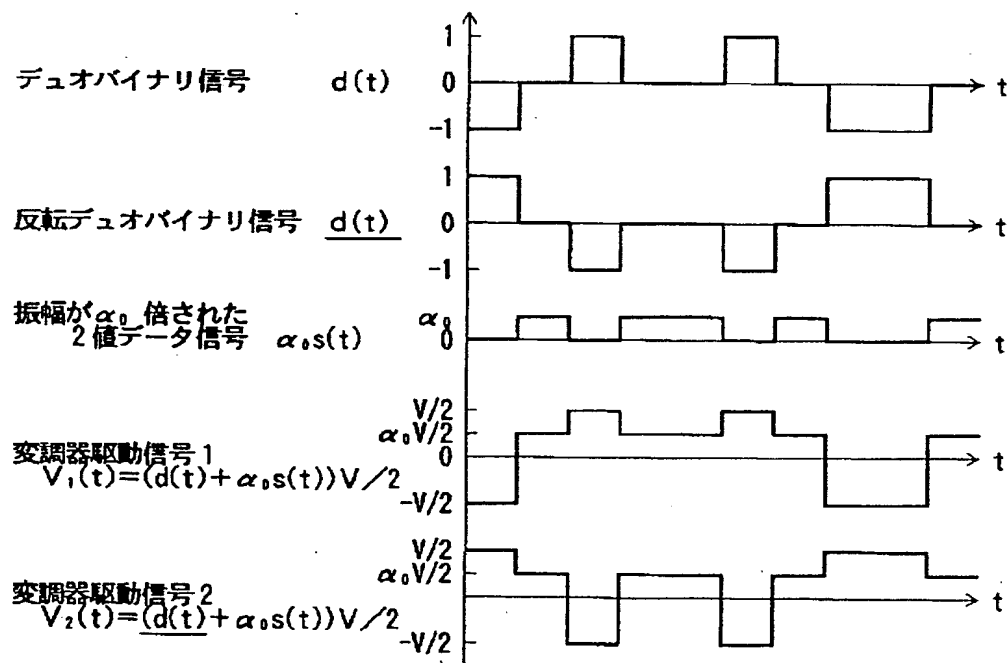 1
デュオバイナリ信号 d(t) 0 t
-1
1
反転デュオバイナリ信号 d(t) 0 t
-1
振幅がα₀倍された α₀
2値データ信号 α₀s(t) 0 t
V/2
α₀V/2
変調器駆動信号1 0 t
V₁(t)=(d(t)+α₀s(t))V/2
-V/2
V/2
α₀V/2
変調器駆動信号2 t
V₂(t)=(d(t)+α₀s(t))V/2
-V/2